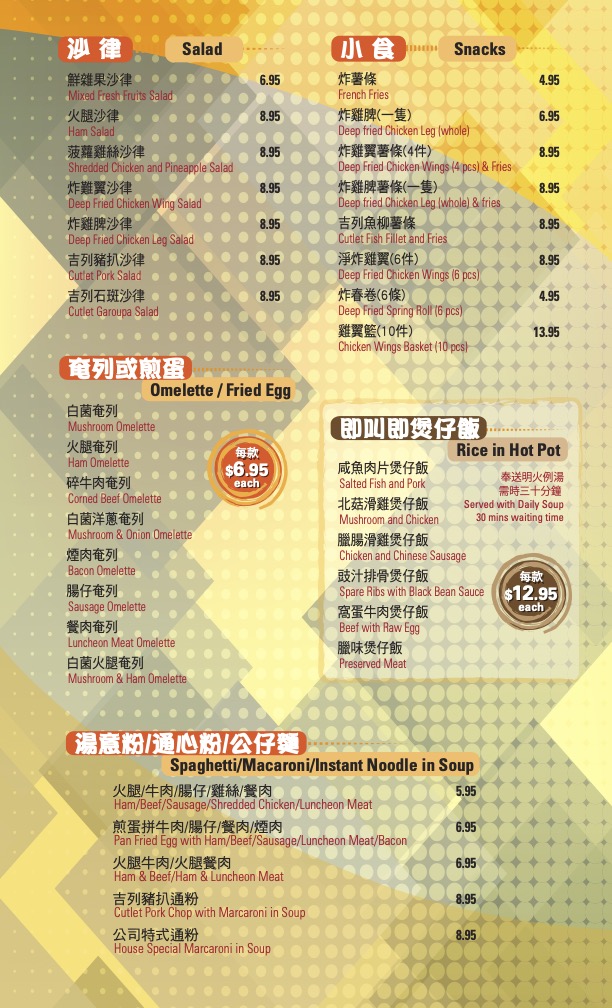 沙律
Salad
鮮雜果沙律 6.95
Mixed Fresh Fruits Salad
火腿沙律 8.95
Ham Salad
菠蘿雞絲沙律 8.95
Shredded Chicken and Pineapple Salad
炸雞翼沙律 8.95
Deep Fried Chicken Wing Salad
炸雞脾沙律 8.95
Deep Fried Chicken Leg Salad
吉列豬扒沙律 8.95
Cutlet Pork Salad
吉列石斑沙律 8.95
Cutlet Garoupa Salad
小食
Snacks
炸薯條 4.95
French Fries
炸雞脾(一隻) 6.95
Deep fried Chicken Leg (whole)
炸雞翼薯條(4件) 8.95
Deep Fried Chicken Wings (4 pcs) & Fries
炸雞脾薯條(一隻) 8.95
Deep fried Chicken Leg (whole) & fries
吉列魚柳薯條 8.95
Cutlet Fish Fillet and Fries
淨炸雞翼(6件) 8.95
Deep Fried Chicken Wings (6 pcs)
炸春卷(6條) 4.95
Deep Fried Spring Roll (6 pcs)
雞翼籃(10件) 13.95
Chicken Wings Basket (10 pcs)
奄列或煎蛋
Omelette / Fried Egg
白菌奄列
Mushroom Omelette
火腿奄列
Ham Omelette
碎牛肉奄列
Corned Beef Omelette
白菌洋蔥奄列
Mushroom & Onion Omelette
煙肉奄列
Bacon Omelette
腸仔奄列
Sausage Omelette
餐肉奄列
Luncheon Meat Omelette
白菌火腿奄列
Mushroom & Ham Omelette
每款
$6.95
each
即叫即煲仔飯
Rice in Hot Pot
奉送明火例湯
需時三十分鐘
Served with Daily Soup
30 mins waiting time
咸魚肉片煲仔飯
Salted Fish and Pork
北菇滑雞煲仔飯
Mushroom and Chicken
臘腸滑雞煲仔飯
Chicken and Chinese Sausage
豉汁排骨煲仔飯
Spare Ribs with Black Bean Sauce
窩蛋牛肉煲仔飯
Beef with Raw Egg
臘味煲仔飯
Preserved Meat
每款
$12.95
each
湯意粉/通心粉/公仔麵
Spaghetti/Macaroni/Instant Noodle in Soup
火腿/牛肉/腸仔/雞絲/餐肉 5.95
Ham/Beef/Sausage/Shredded Chicken/Luncheon Meat
煎蛋拼牛肉/腸仔/餐肉/煙肉 6.95
Pan Fried Egg with Ham/Beef/Sausage/Luncheon Meat/Bacon
火腿牛肉/火腿餐肉 6.95
Ham & Beef/Ham & Luncheon Meat
吉列豬扒通粉 8.95
Cutlet Pork Chop with Marcaroni in Soup
公司特式通粉 8.95
House Special Marcaroni in Soup